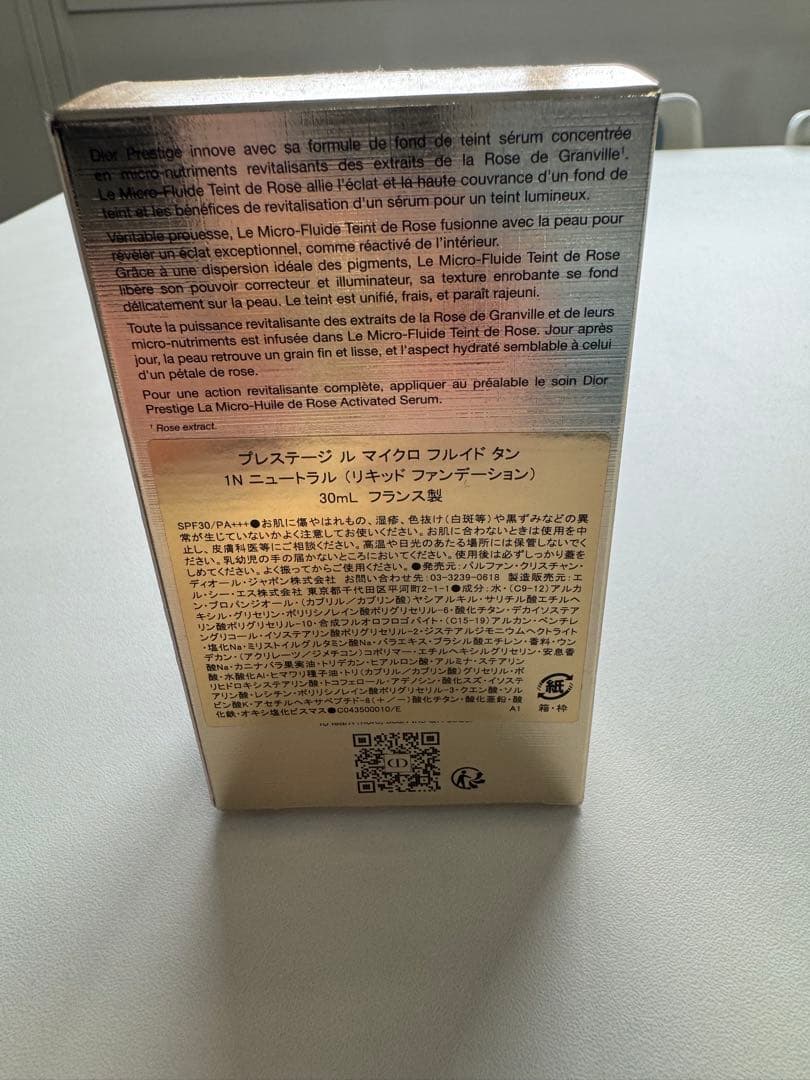 Dior Prestige innove avec sa formule de fond de teint sérum concentrée
en micro-nutriments revitalisants des extraits de la Rose de Granville¹.
Le Micro-Fluide Teint de Rose allie l'éclat et la haute couvrance d'un fond de
teint et les bénéfices de revitalisation d'un sérum pour un teint lumineux.
Véritable prouesse, Le Micro-Fluide Teint de Rose fusionne avec la peau pour
révéler un éclat exceptionnel, comme réactivé de l'intérieur.
Grâce à une dispersion idéale des pigments, Le Micro-Fluide Teint de Rose
libère son pouvoir correcteur et illuminateur, sa texture enrobante se fond
délicatement sur la peau. Le teint est unifié, frais, et paraît rajeuni.
Toute la puissance revitalisante des extraits de la Rose de Granville et de leurs
micro-nutriments est infusée dans Le Micro-Fluide Teint de Rose. Jour après
jour, la peau retrouve un grain fin et lisse, et l'aspect hydraté semblable à celui
d'un pétale de rose.
Pour une action revitalisante complète, appliquer au préalable le soin Dior
Prestige La Micro-Huile de Rose Activated Serum.
¹ Rose extract.
プレステージ ル マイクロ フルイド タン
1N ニュートラル（リキッド ファンデーション）
30mL フランス製
SPF30/PA+++●お肌に傷やはれもの、湿疹、色抜け(白斑等)や黒ずみなどの異
常が生じていないかよく注意してお使いください。お肌に合わないときは使用を中
止し、皮膚科医等にご相談ください。高温や日光のあたる場所には保管しないでく
ださい。乳幼児の手の届かないところにおいてください。使用後は必ずしっかり蓋を
しめてください。よく振ってからご使用ください。●発売元：パルファン・クリスチャン・
ディオール・ジャポン株式会社 お問い合わせ先：03-3239-0618 製造販売元：エ
ル・シー・エス株式会社 東京都千代田区平河町2-1-1●成分：水・(C9-12)アルカ
ン・プロパンジオール・(カプリル／カプリン酸)ヤシアルキル・サリチル酸エチルヘ
キシル・グリセリン・ポリリシノレイン酸ポリグリセリル-6・酸化チタン・デカイソステア
リン酸ポリグリセリル-10・合成フルオロフロゴパイト・(C15-19)アルカン・ペンチレ
ングリコール・イソステアリン酸ポリグリセリル-2・ジステアルジモニウムヘクトライト
・塩化Na・ミリストイルグルタミン酸Na・パラエキス・ブラシル酸エチレン・香料・ウン
デカン・(アクリレーツ／ジメチコン)コポリマー・エチルヘキシルグリセリン・安息香
酸Na・カニナバラ果実油・トリデカン・ヒアルロン酸・アルミナ・ステアリン
酸・水酸化Al・ヒマワリ種子油・トリ(カプリル／カプリン酸)グリセリル・ポ
リヒドロキシステアリン酸・トコフェロール・アデノシン・酸化スズ・イソステ
アリン酸・レシチン・ポリリシノレイン酸ポリグリセリル-3・クエン酸・ソル
ビン酸K・アセチルヘキサペプチド-8・(+／-)酸化チタン・酸化亜鉛・酸
化鉄・オキシ塩化ビスマス●C043500010/E A1
紙
箱・枠
CD